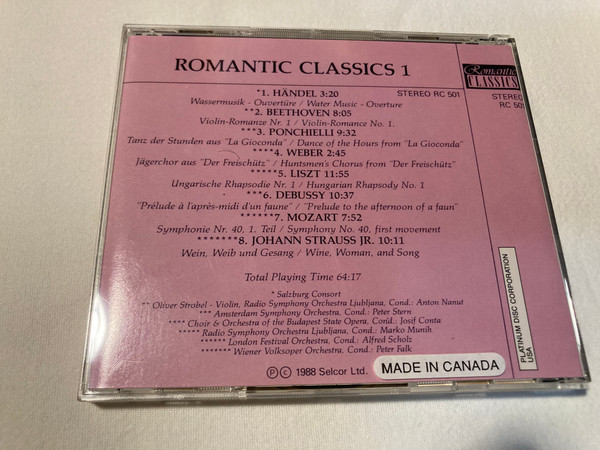 ROMANTIC CLASSICS 1
Romantic
CLASSICS
STEREO RC 501
STEREO
RC 50
*1. HÄNDEL 3:20
Wassermusik - Ouvertüre / Water Music - Overture
**2. BEETHOVEN 8:05
Violin-Romanze Nr. 1 / Violin-Romance No. 1.
***3. PONCHIELLI 9:32
Tanz der Stunden aus "La Gioconda" / Dance of the Hours from "La Gioconda"
****4. WEBER 2:45
Jägerchor aus "Der Freischütz" / Huntsmen's Chorus from "Der Freischütz"
*****5. LISZT 11:55
Ungarische Rhapsodie Nr. 1 / Hungarian Rhapsody No. 1
***6. DEBUSSY 10:37
"Prélude à l'après-midi d'un faune" / "Prelude to the afternoon of a faun"
******7. MOZART 7:52
Symphonie Nr. 40, 1. Teil / Symphony No. 40, first movement
*******8. JOHANN STRAUSS JR. 10:11
Wein, Weib und Gesang / Wine, Woman, and Song
Total Playing Time 64:17
* Salzburg Consort
** Oliver Strobel - Violin, Radio Symphony Orchestra Ljubljana, Cond.: Anton Nanut
*** Amsterdam Symphony Orchestra, Cond.: Peter Stern
**** Choir & Orchestra of the Budapest State Opera, Cond.: Josif Conta
***** Radio Symphony Orchestra Ljubljana, Cond.: Marko Munih
****** London Festival Orchestra, Cond.: Alfred Scholz
******* Wiener Volksoper Orchestra, Cond.: Peter Falk
Ⓟ © 1988 Selcor Ltd.
MADE IN CANADA
PLATINUM DISC CORPORATION
USA